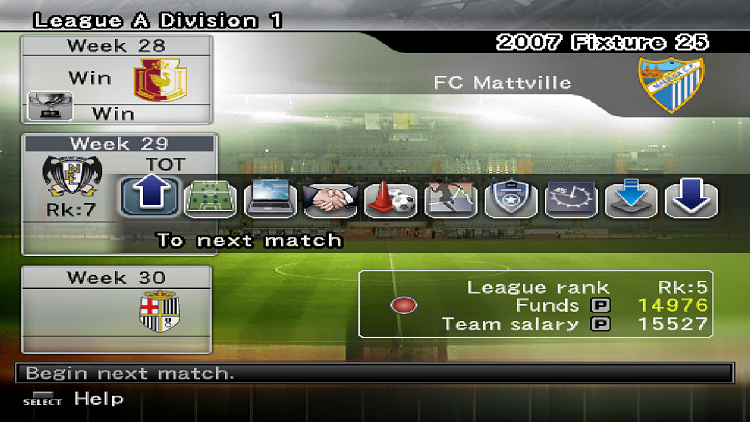 League A Division 1
2007 Fixture 25
Week 28
Win
Win
FC Mattville
Week 29
TOT
Rk:7
To next match
Week 30
League rank Rk:5
Funds P 14976
Team salary P 15527
Begin next match.
SELECT Help